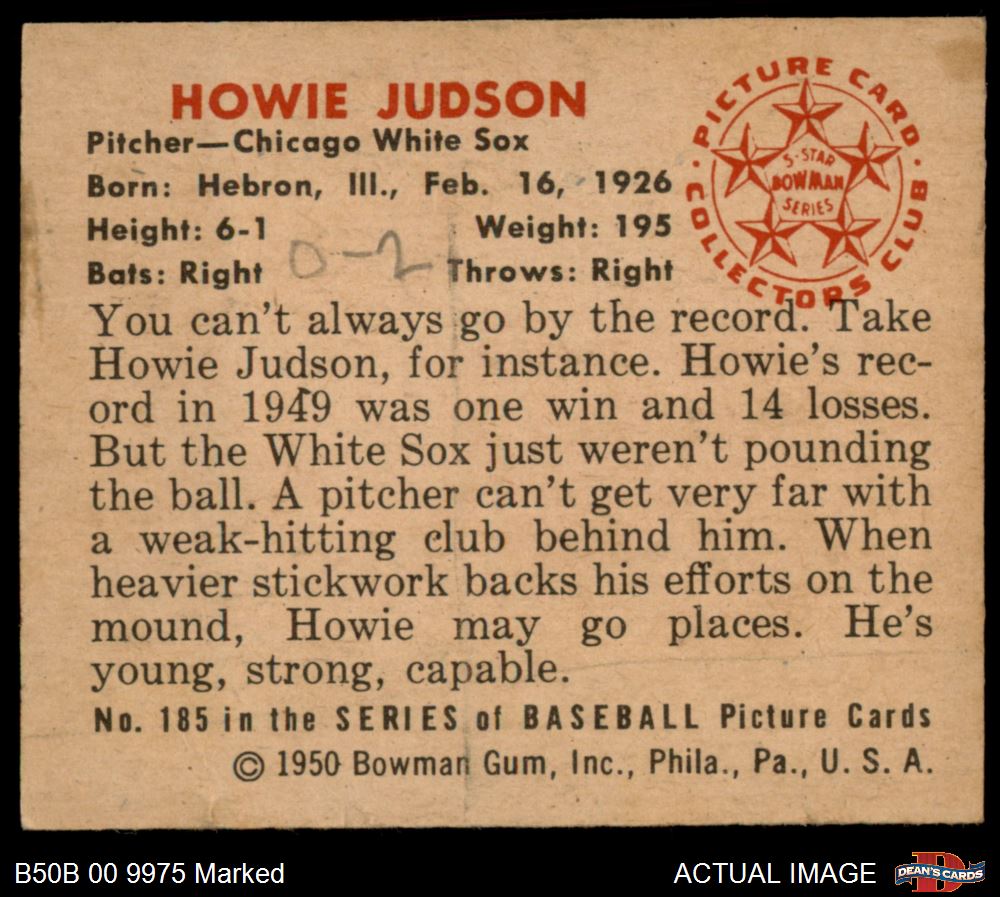 HOWIE JUDSON
Pitcher—Chicago White Sox
Born: Hebron, Ill., Feb. 16, 1926
Height: 6-1 Weight: 195
Bats: Right 0-2 Throws: Right
PICTURE CARD COLLECTORS CLUB
5-STAR
BOWMAN
SERIES
You can't always go by the record. Take
Howie Judson, for instance. Howie's rec-
ord in 1949 was one win and 14 losses.
But the White Sox just weren't pounding
the ball. A pitcher can't get very far with
a weak-hitting club behind him. When
heavier stickwork backs his efforts on the
mound, Howie may go places. He's
young, strong, capable.
No. 185 in the SERIES of BASEBALL Picture Cards
© 1950 Bowman Gum, Inc., Phila., Pa., U. S. A.
B50B 00 9975 Marked
ACTUAL IMAGE
D
DEAN'S CARDS